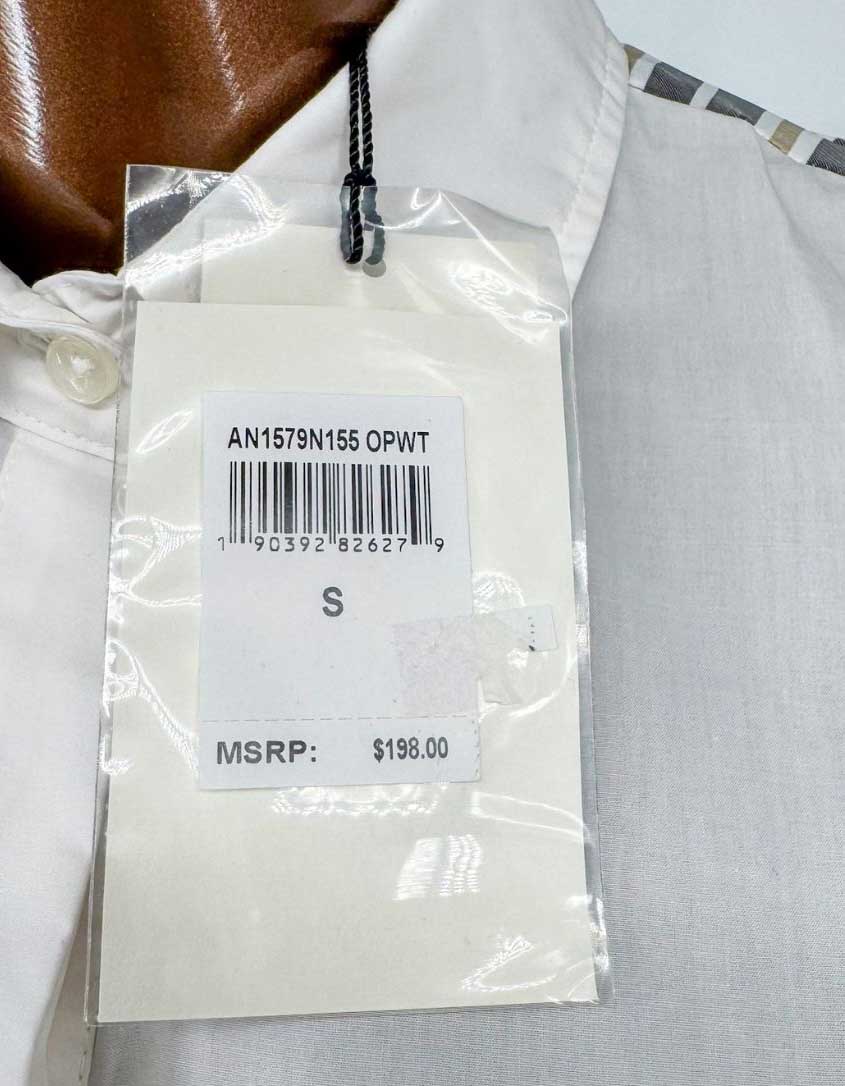 AN1579N155 OPWT
1 90392 82627 9
S
MSRP: $198.00